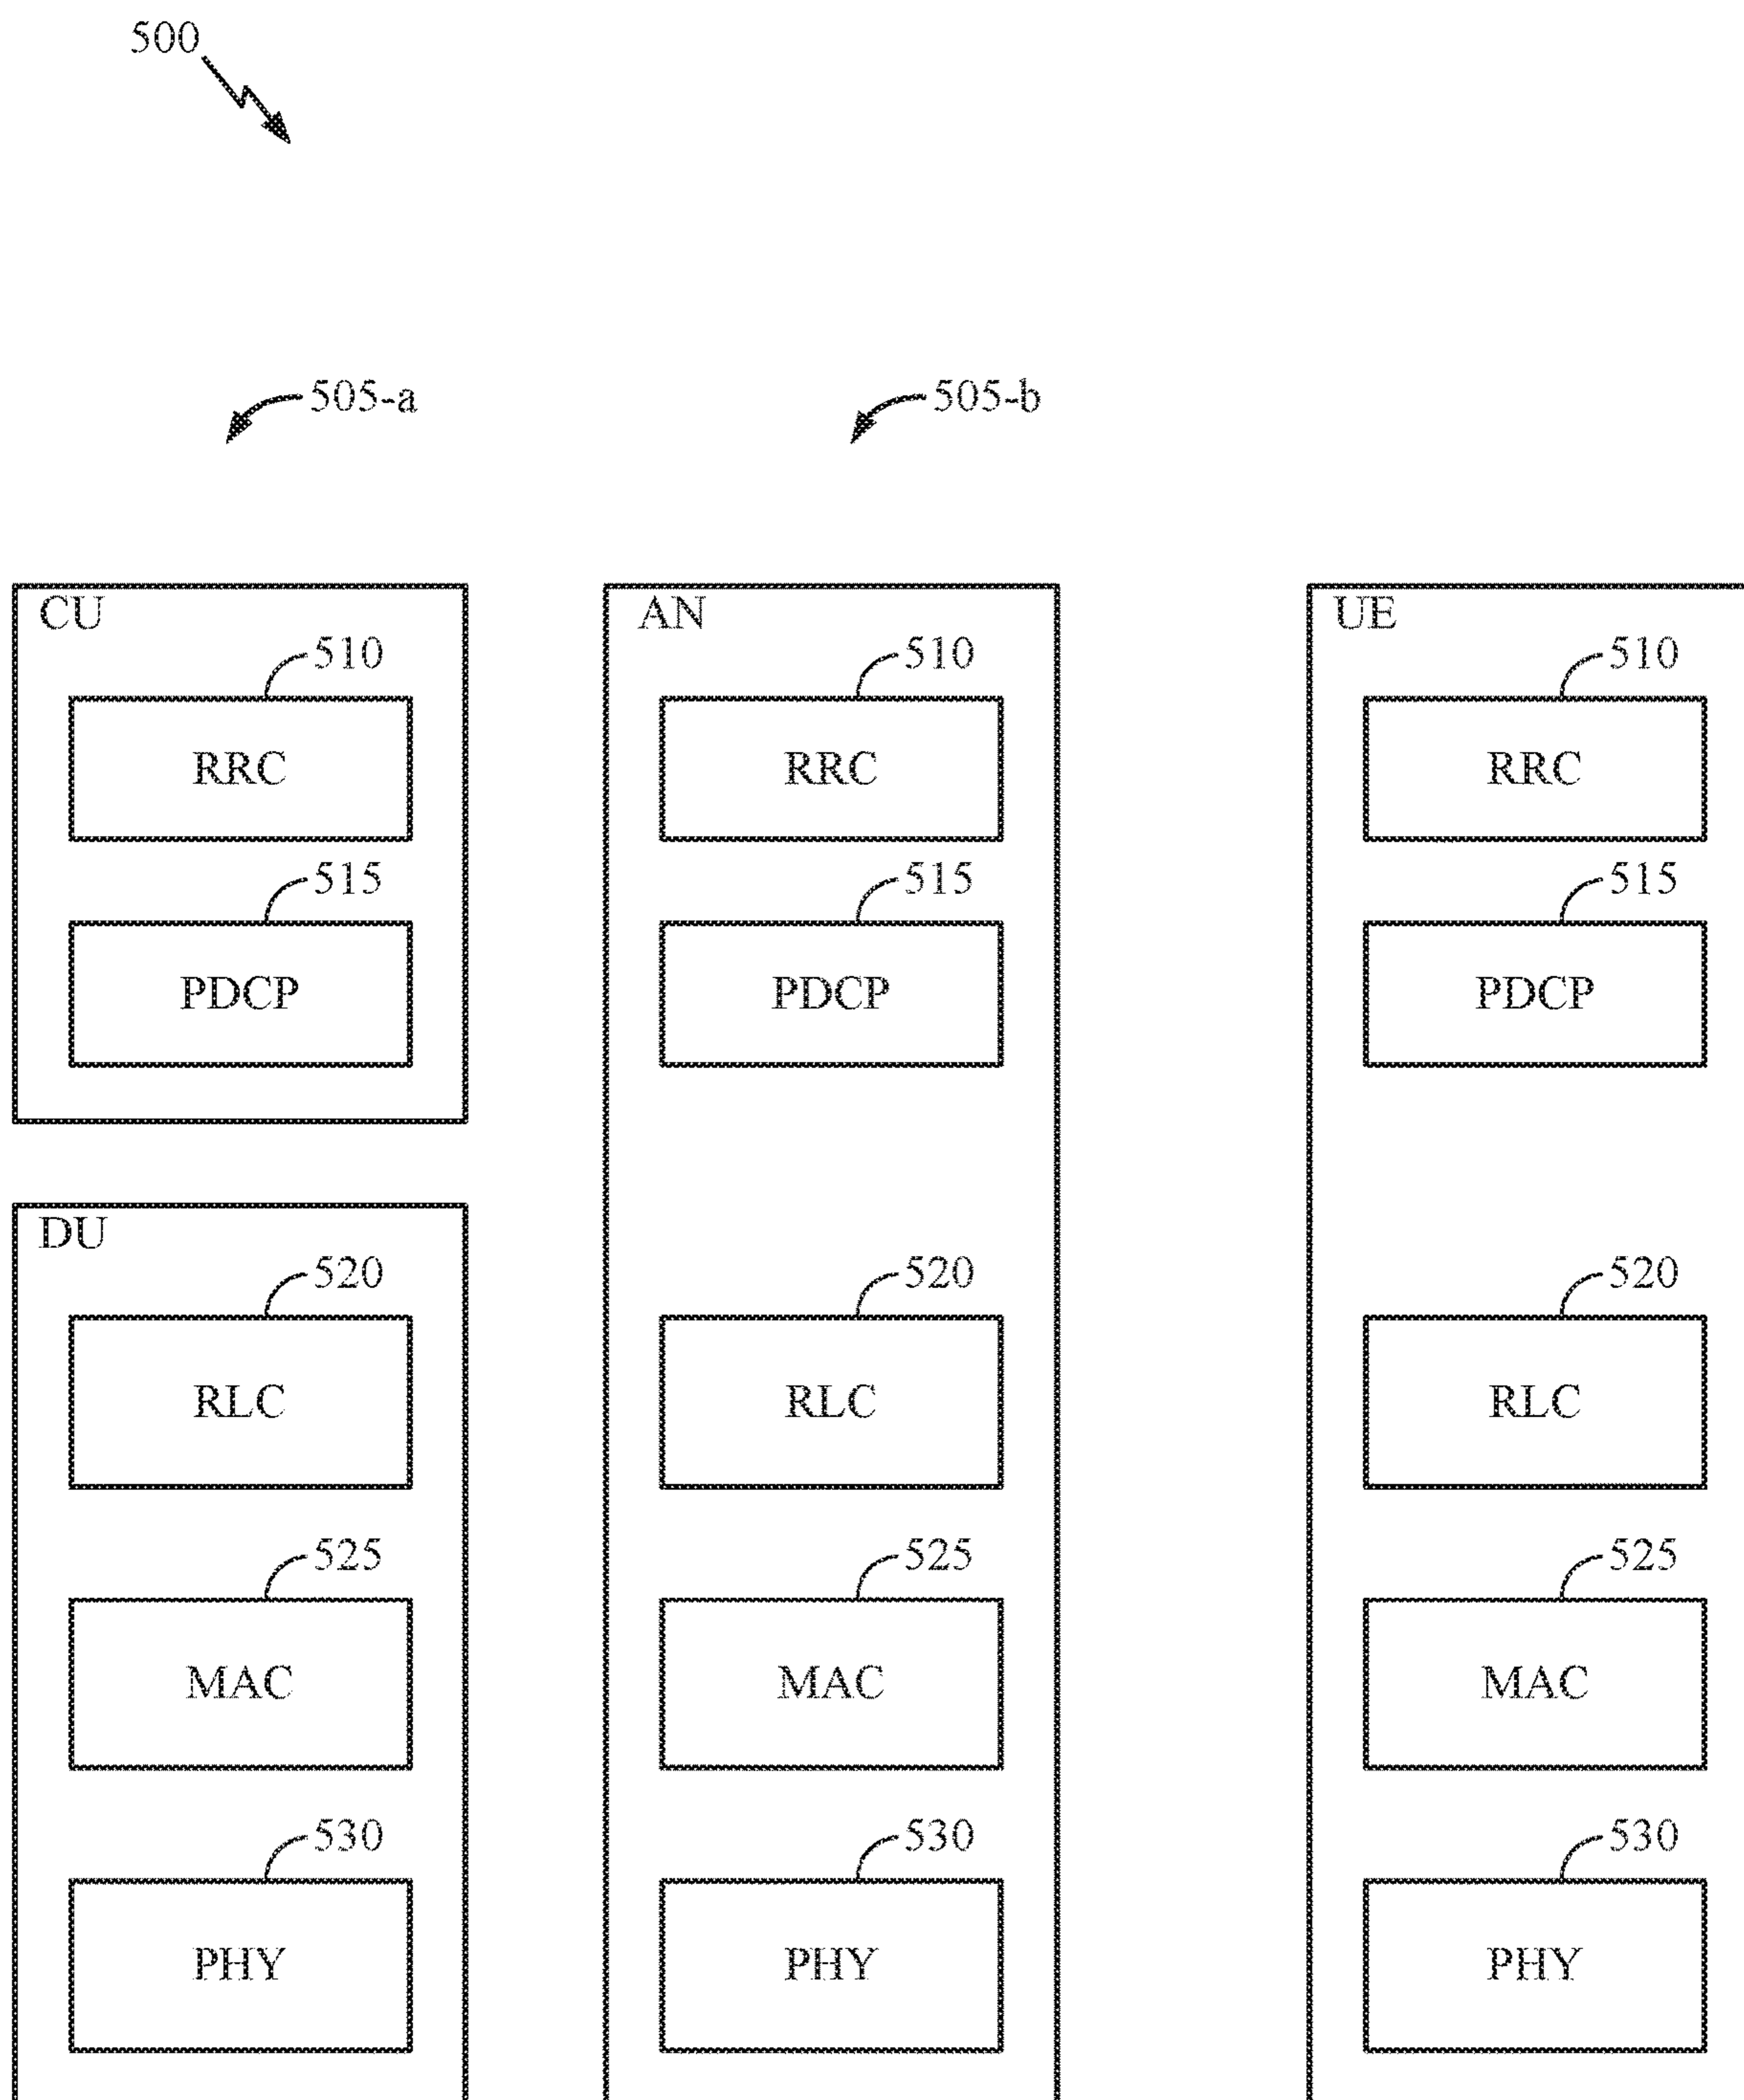 500
505-a 505-b
CU AN UE
510 510 510
RRC RRC RRC
515 515 515
PDCP PDCP PDCP
DU
520 520 520
RLC RLC RLC
525 525 525
MAC MAC MAC
530 530 530
PHY PHY PHY